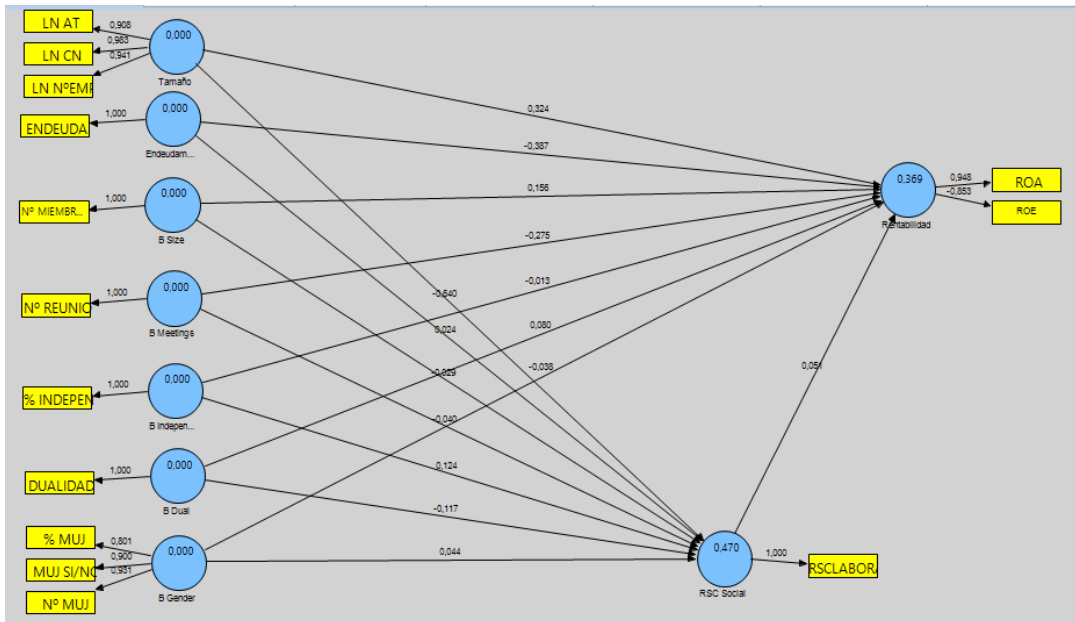 LN AT
0,908
0,000
LN CN
0,983
0,941
LN NºEMP
Tamaño
0,324
ENDEUDA
1,000
0,000
Endeudam...
-0,387
Nº MIEMBR...
1,000
0,000
B Size
0,156
0,369
Rentabilidad
0,948
ROA
-0,853
ROE
Nº REUNIO
1,000
0,000
B Meetings
-0,275
-0,640
-0,013
0,024
0,080
% INDEPEN
1,000
0,000
B Indepen...
-0,029
-0,038
0,051
-0,040
DUALIDAD
1,000
0,000
B Dual
0,124
-0,117
% MUJ
0,801
0,000
MUJ SI/NO
0,900
0,981
Nº MUJ
B Gender
0,044
0,470
RSC Social
1,000
RSCLABORA